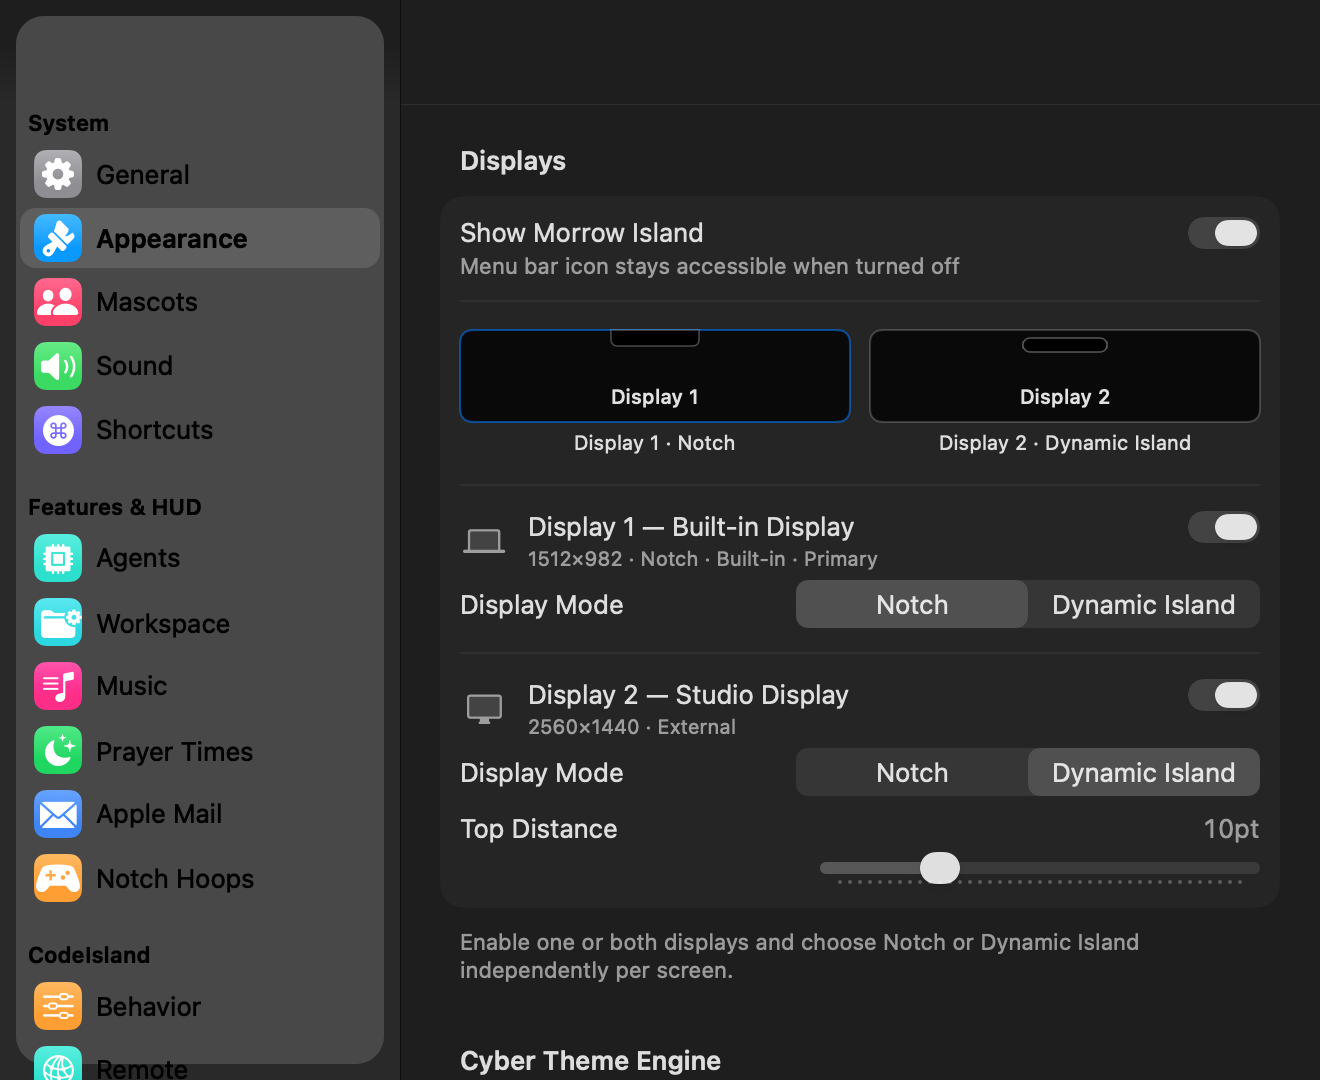 System
General
Appearance
Mascots
Sound
Shortcuts
Features & HUD
Agents
Workspace
Music
Prayer Times
Apple Mail
Notch Hoops
CodeIsland
Behavior
Remote
Displays
Show Morrow Island
Menu bar icon stays accessible when turned off
Display 1
Display 2
Display 1 · Notch
Display 2 · Dynamic Island
Display 1 — Built-in Display
1512×982 · Notch · Built-in · Primary
Display Mode
Notch
Dynamic Island
Display 2 — Studio Display
2560×1440 · External
Display Mode
Notch
Dynamic Island
Top Distance
10pt
Enable one or both displays and choose Notch or Dynamic Island
independently per screen.
Cyber Theme Engine